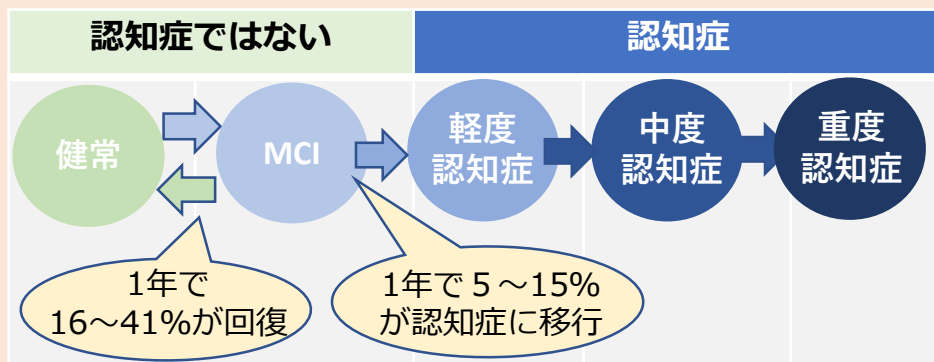 認知症ではない
認知症
健常
MCI
軽度
認知症
中度
認知症
重度
認知症
1年で
16～41%が回復
1年で５～15%
が認知症に移行